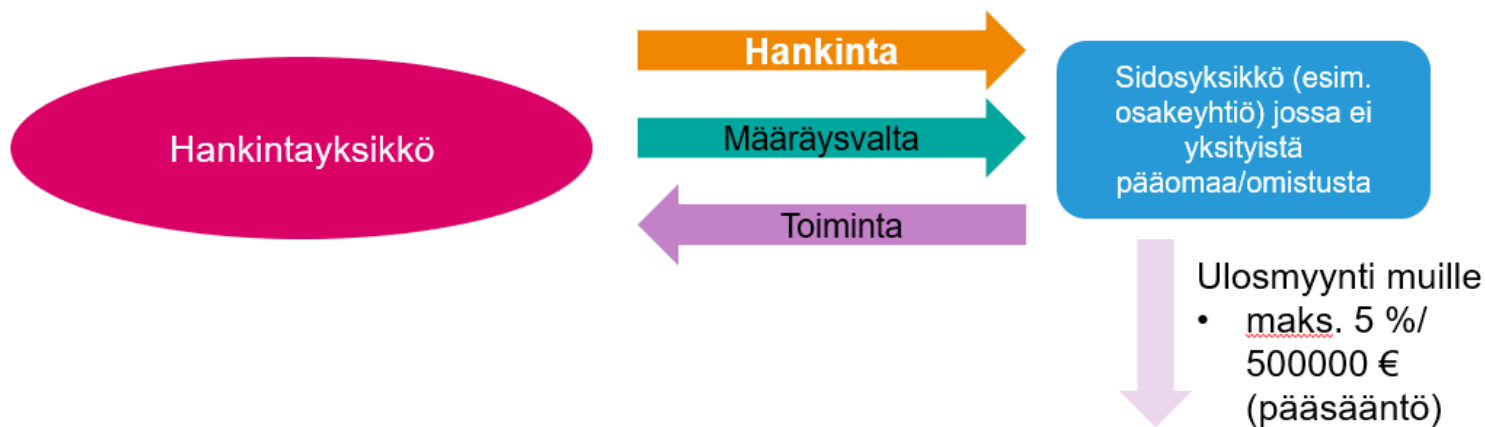 Hankinta
Hankintayksikkö
Määräysvalta
Toiminta
Sidosyksikkö (esim.
osakeyhtiö) jossa ei
yksityistä
pääomaa/omistusta
Ulosmyynti muille
• maks. 5 %/
500000 €
(pääsääntö)